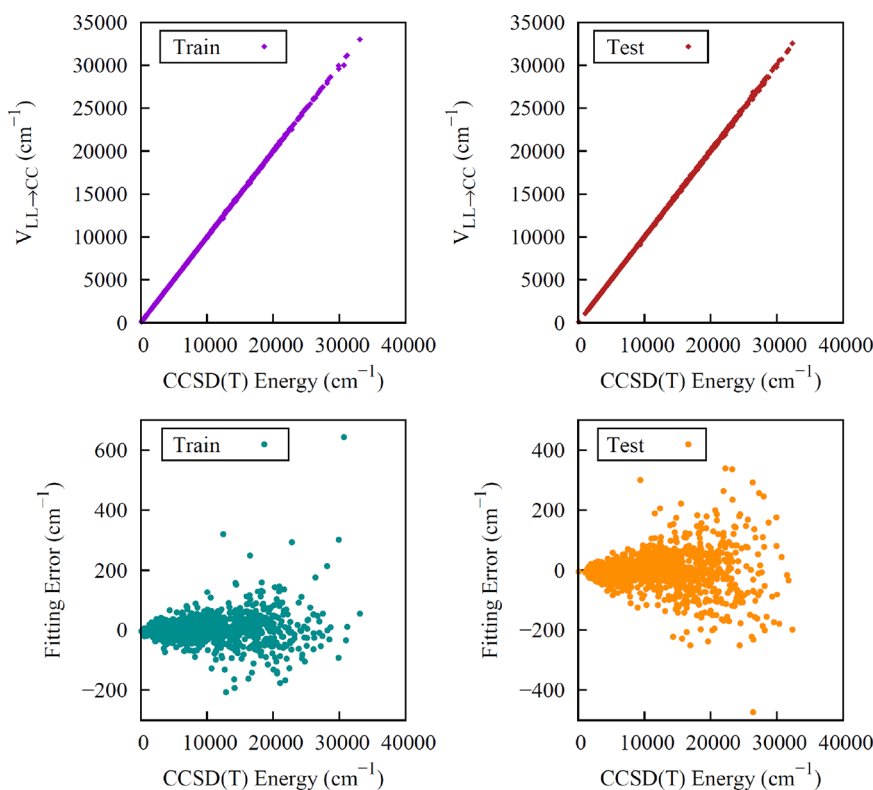 35000
30000
25000
20000
15000
10000
5000
0
V_LL→CC (cm⁻¹)
Train
0 10000 20000 30000 40000
CCSD(T) Energy (cm⁻¹)
35000
30000
25000
20000
15000
10000
5000
0
V_LL→CC (cm⁻¹)
Test
0 10000 20000 30000 40000
CCSD(T) Energy (cm⁻¹)
600
400
200
0
−200
Fitting Error (cm⁻¹)
Train
0 10000 20000 30000 40000
CCSD(T) Energy (cm⁻¹)
400
200
0
−200
−400
Fitting Error (cm⁻¹)
Test
0 10000 20000 30000 40000
CCSD(T) Energy (cm⁻¹)